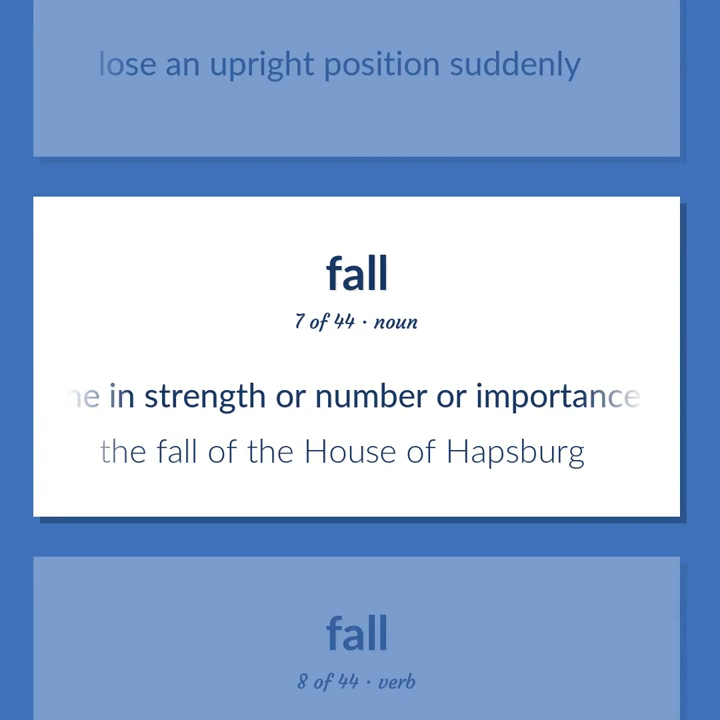 lose an upright position suddenly
fall
7 of 44 · noun
in strength or number or importance
the fall of the House of Hapsburg
fall
8 of 44 · verb